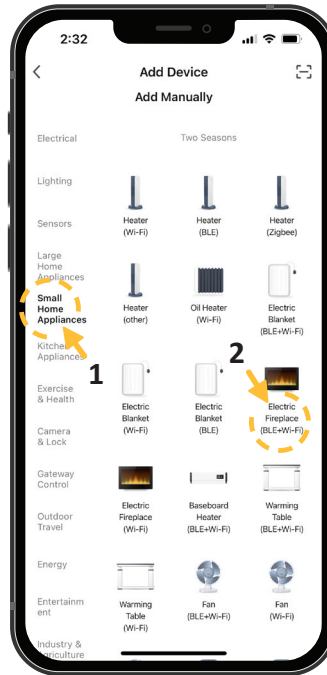 2:32
Add Device
Add Manually
Electrical
Lighting
Sensors
Large
Home
Appliances
Small
Home
Appliances
1
Kitchen
Appliances
Exercise
& Health
Camera
& Lock
Gateway
Control
Outdoor
Travel
Energy
Entertainm
ent
Industry &
Agriculture
Two Seasons
Heater
(Wi-Fi)
Heater
(BLE)
Heater
(Zigbee)
Heater
(other)
Oil Heater
(Wi-Fi)
Electric
Blanket
(BLE+Wi-Fi)
2
Electric
Blanket
(Wi-Fi)
Electric
Blanket
(BLE)
Electric
Fireplace
(BLE+Wi-Fi)
Electric
Fireplace
(Wi-Fi)
Baseboard
Heater
(BLE+Wi-Fi)
Warming
Table
(BLE+Wi-Fi)
Warming
Table
(Wi-Fi)
Fan
(BLE+Wi-Fi)
Fan
(Wi-Fi)